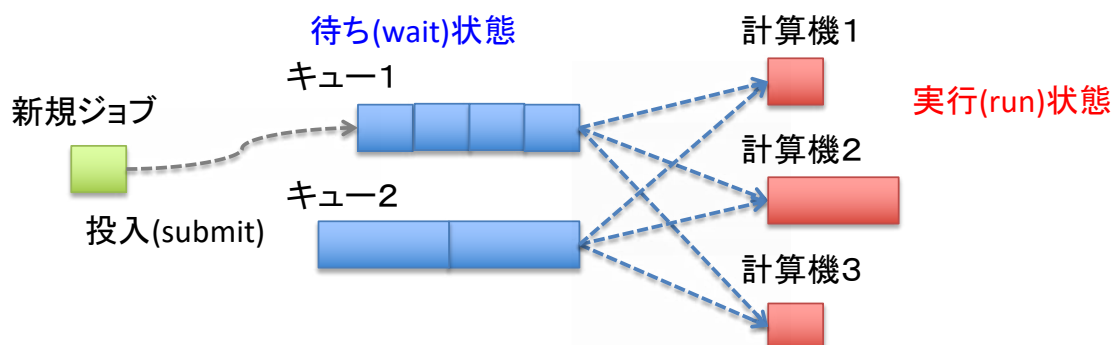 待ち(wait)状態
計算機1
キュー1
新規ジョブ
実行(run)状態
計算機2
キュー2
投入(submit)
計算機3